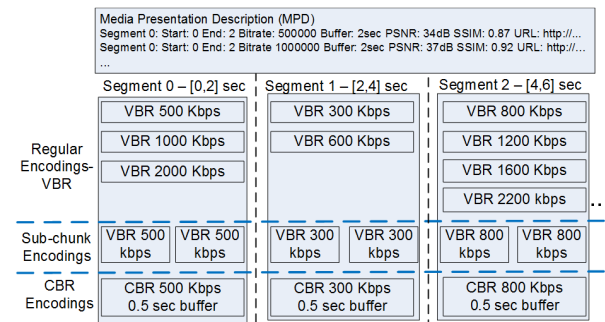 Media Presentation Description (MPD)
Segment 0: Start: 0 End: 2 Bitrate: 500000 Buffer: 2sec PSNR: 34dB SSIM: 0.87 URL: http://...
Segment 0: Start: 0 End: 2 Bitrate 1000000 Buffer: 2sec PSNR: 37dB SSIM: 0.92 URL: http://...
...
Segment 0 – [0,2] sec
Segment 1 – [2,4] sec
Segment 2 – [4,6] sec
Regular
Encodings-
VBR
VBR 500 Kbps
VBR 1000 Kbps
VBR 2000 Kbps
VBR 300 Kbps
VBR 600 Kbps
VBR 800 Kbps
VBR 1200 Kbps
VBR 1600 Kbps
VBR 2200 kbps
..
Sub-chunk
Encodings
VBR 500
kbps
VBR 500
kbps
VBR 300
kbps
VBR 300
kbps
VBR 800
kbps
VBR 800
kbps
CBR
Encodings
CBR 500 Kbps
0.5 sec buffer
CBR 300 Kbps
0.5 sec buffer
CBR 800 Kbps
0.5 sec buffer